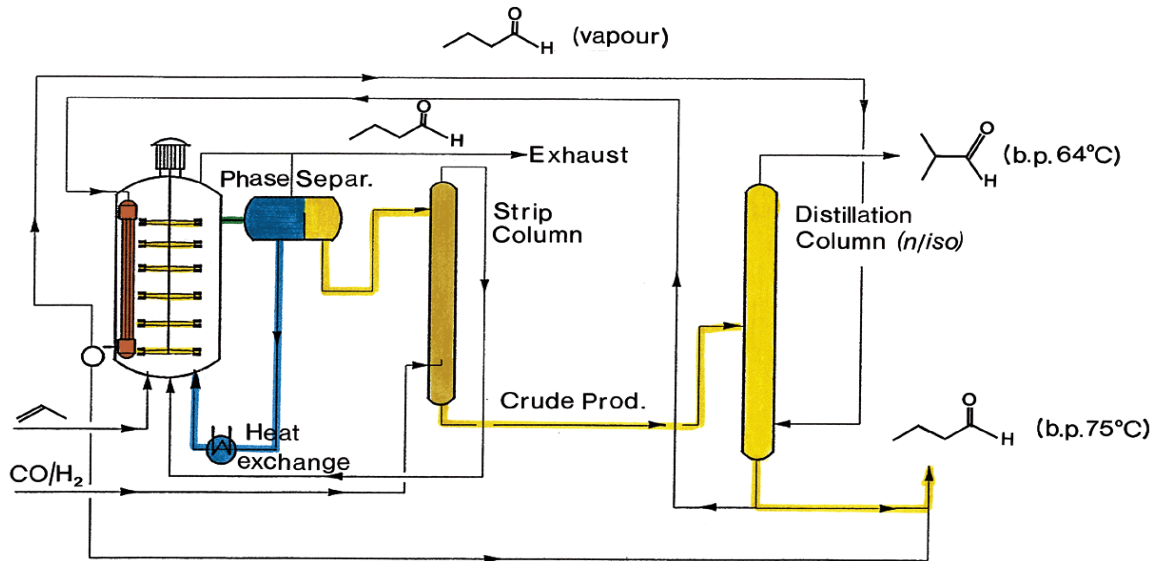 O
H
(vapour)
O
H
Exhaust
Phase Separ.
Strip
Column
Distillation
Column (n/iso)
O
H
(b.p. 64°C)
Crude Prod.
O
H
(b.p. 75°C)
Heat
exchange
CO/H₂